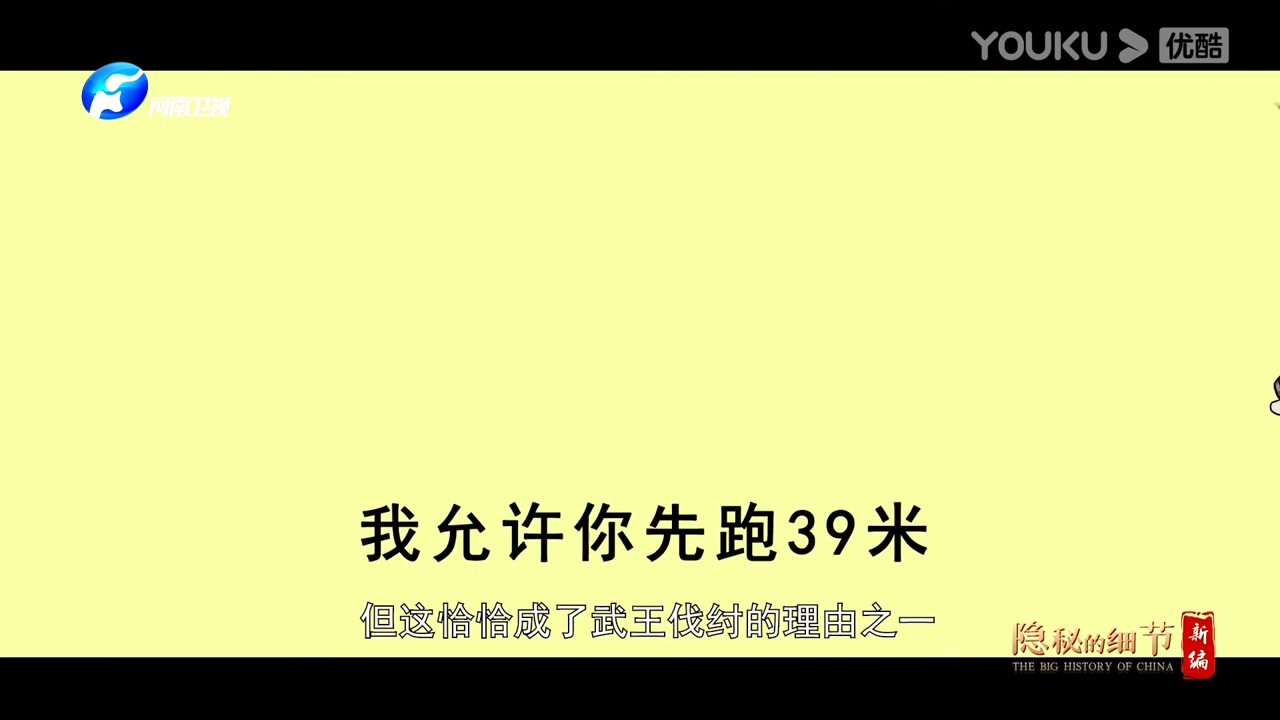 YOUKU 优酷
河南卫视
我允许你先跑39米
但这恰恰成了武王伐纣的理由之一
隐秘的细节
新编
THE BIG HISTORY OF CHINA